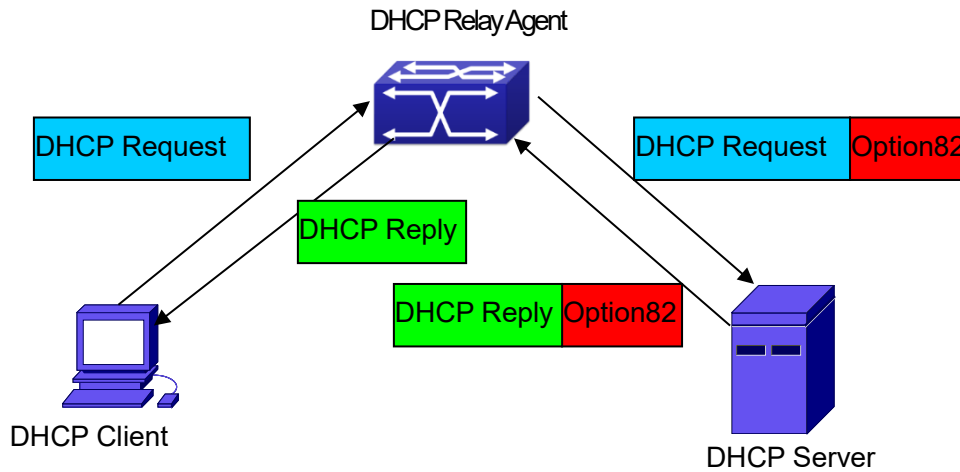 DHCP Relay Agent
DHCP Request
DHCP Request Option82
DHCP Reply
DHCP Reply Option82
DHCP Client
DHCP Server